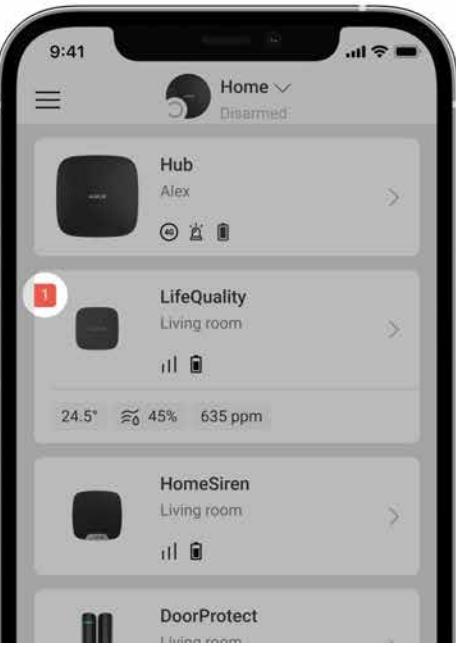 9:41
Home
Disarmed
Hub
Alex
4G
1
LifeQuality
Living room
24.5° 45% 635 ppm
HomeSiren
Living room
DoorProtect
Living room